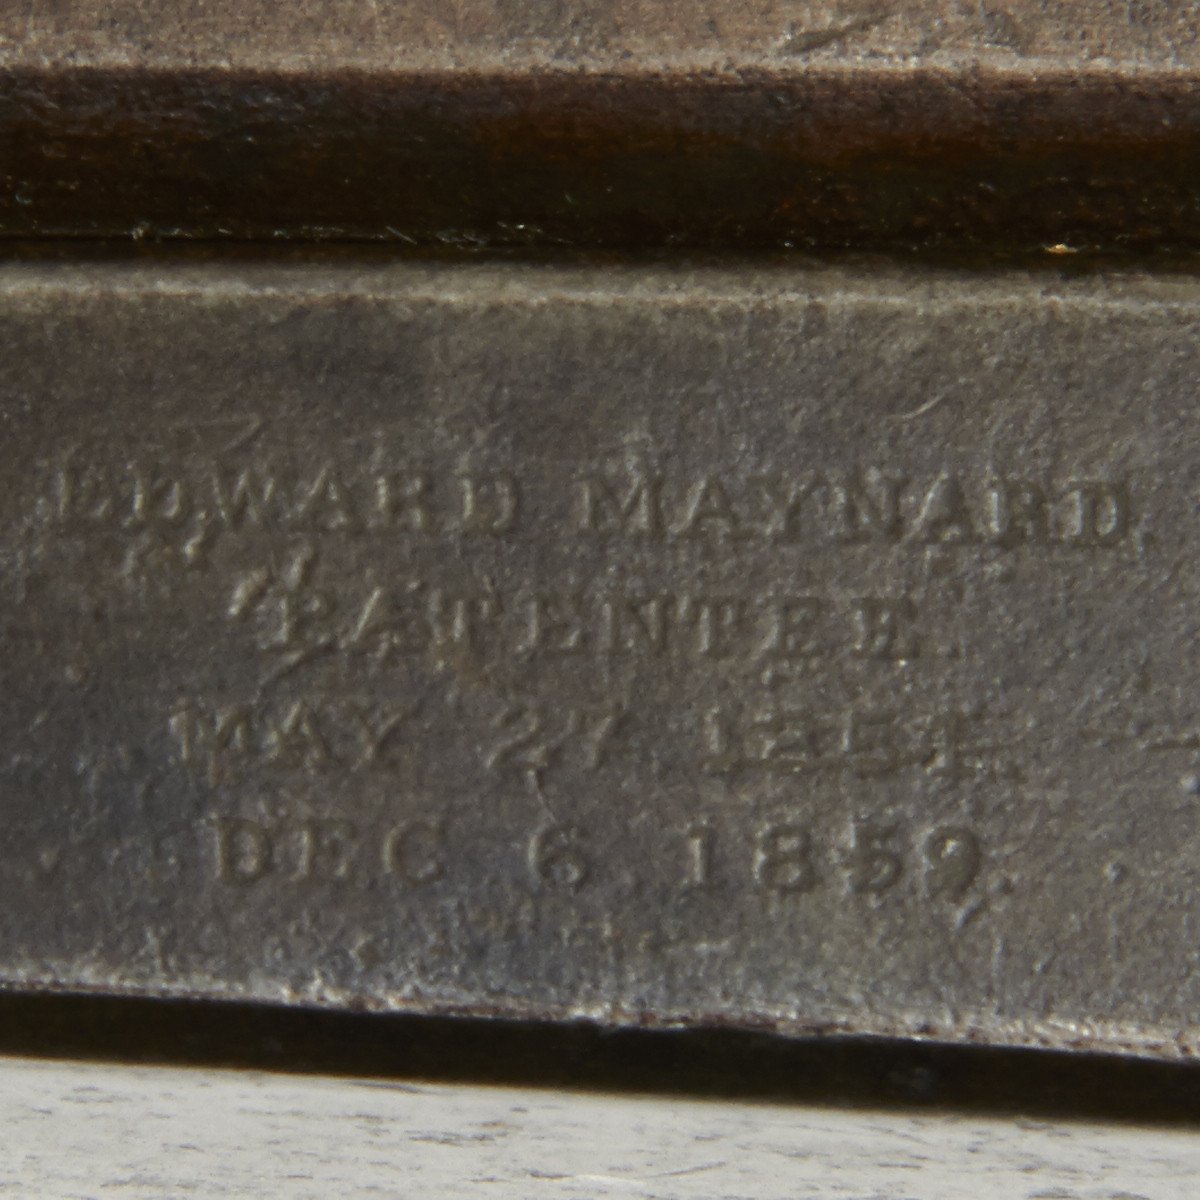 EDWARD MAYNARD.
PATENTEE.
MAY 27 1851.
DEC. 6. 1859.